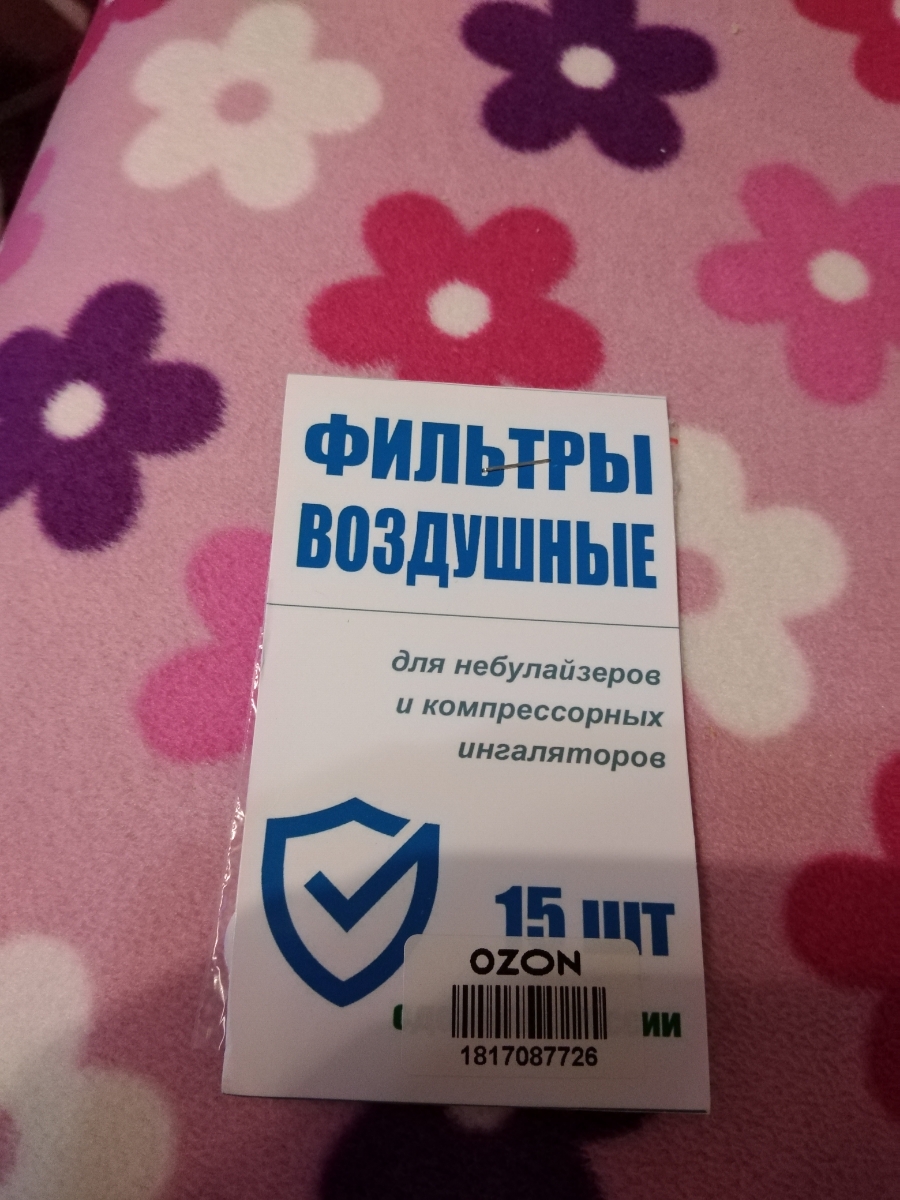 ФИЛЬТРЫ
ВОЗДУШНЫЕ
для небулайзеров
и компрессорных
ингаляторов
15 шт
OZON
1817087726